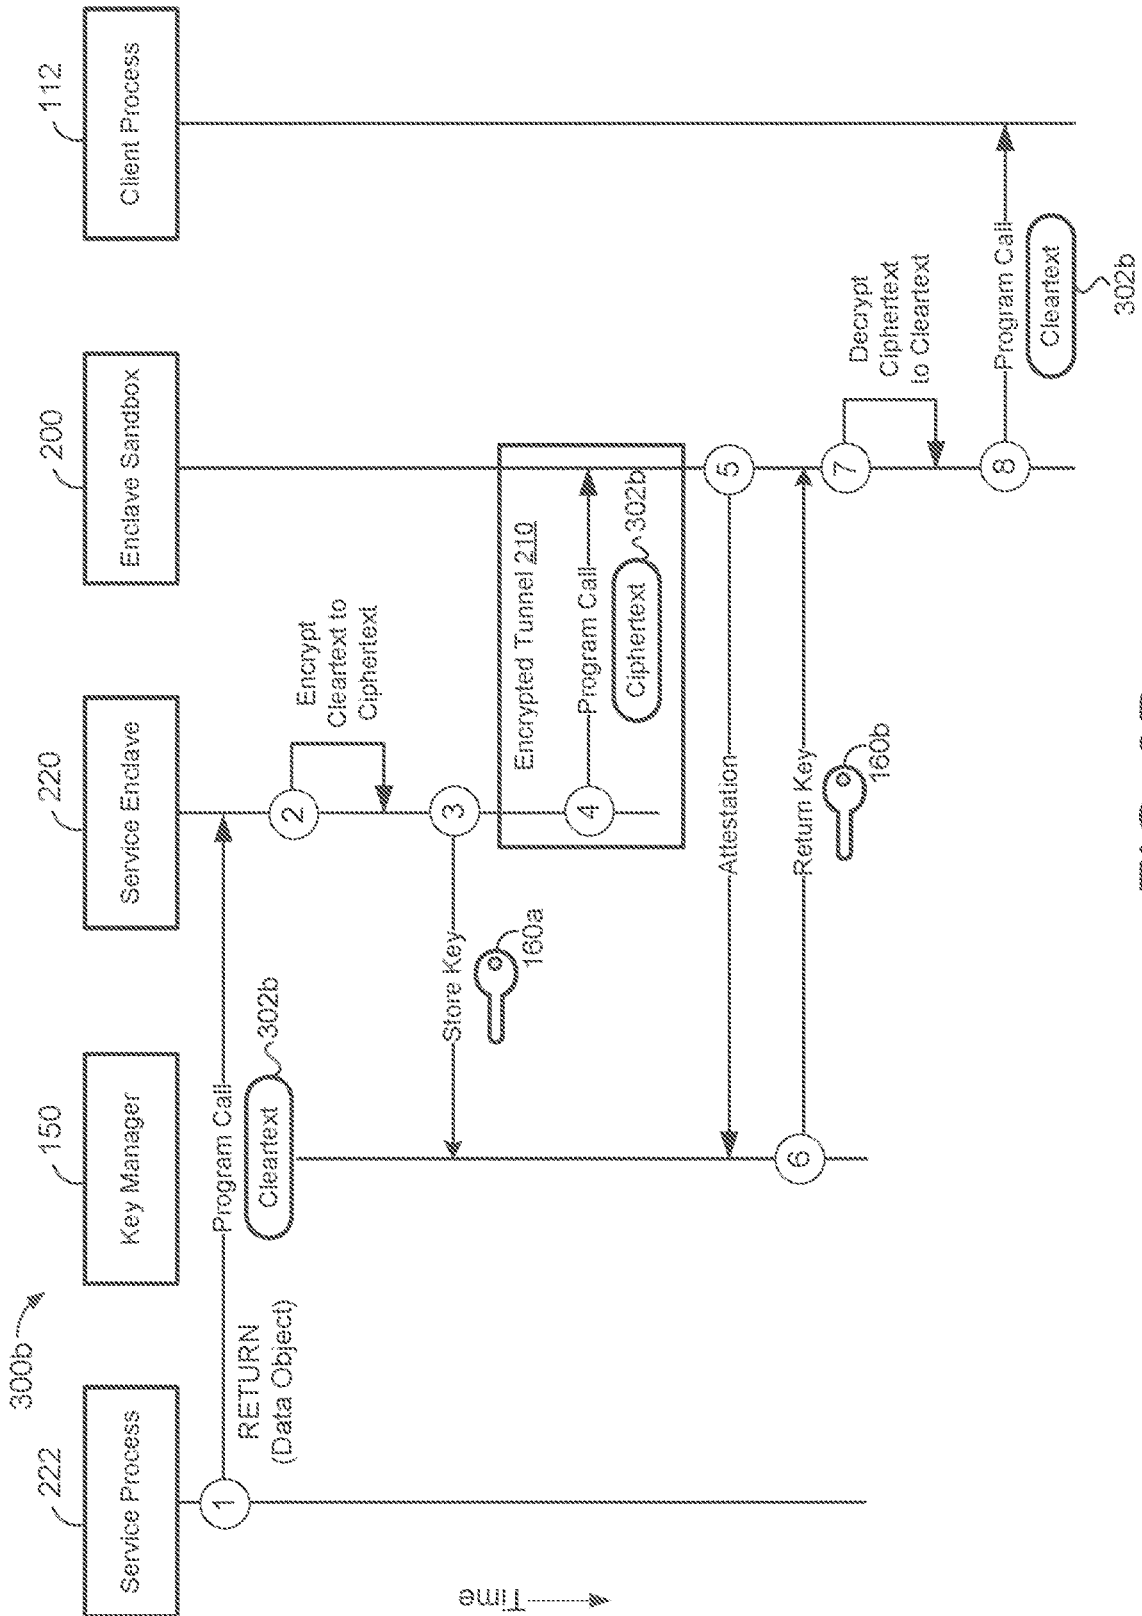 300b
222
150
220
200
112
Service Process
Key Manager
Service Enclave
Enclave Sandbox
Client Process
1
Program Call
RETURN
(Data Object)
Cleartext
302b
2
Encrypt
Cleartext to
Ciphertext
3
Store Key
160a
Encrypted Tunnel 210
4
Program Call
Ciphertext
302b
5
Attestation
6
Return Key
160b
7
Decrypt
Ciphertext
to Cleartext
8
Program Call
Cleartext
302b
Time